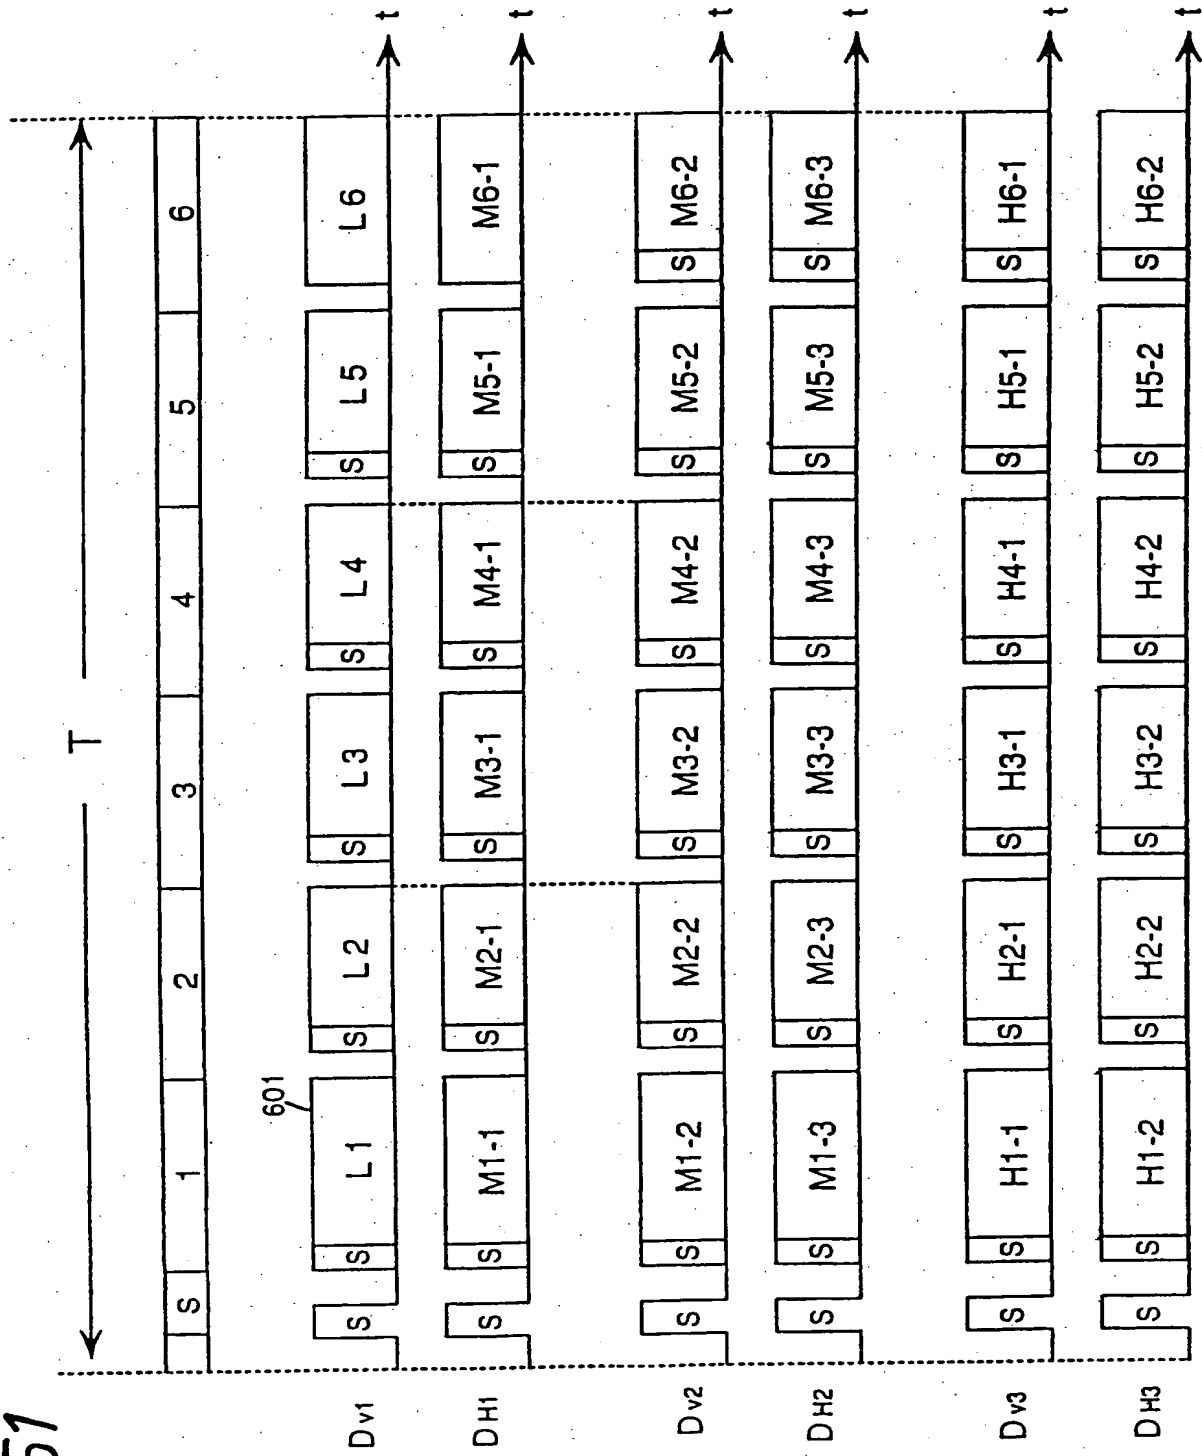 51
T
S 1 2 3 4 5 6
601
DV1 S S L1 S L2 S L3 S L4 S L5 L6 t
DH1 S S M1-1 S M2-1 S M3-1 S M4-1 S M5-1 M6-1 t
DV2 S S M1-2 S M2-2 S M3-2 S M4-2 S M5-2 S M6-2 t
DH2 S S M1-3 S M2-3 S M3-3 S M4-3 S M5-3 S M6-3 t
DV3 S S H1-1 S H2-1 S H3-1 S H4-1 S H5-1 S H6-1 t
DH3 S S H1-2 S H2-2 S H3-2 S H4-2 S H5-2 S H6-2 t